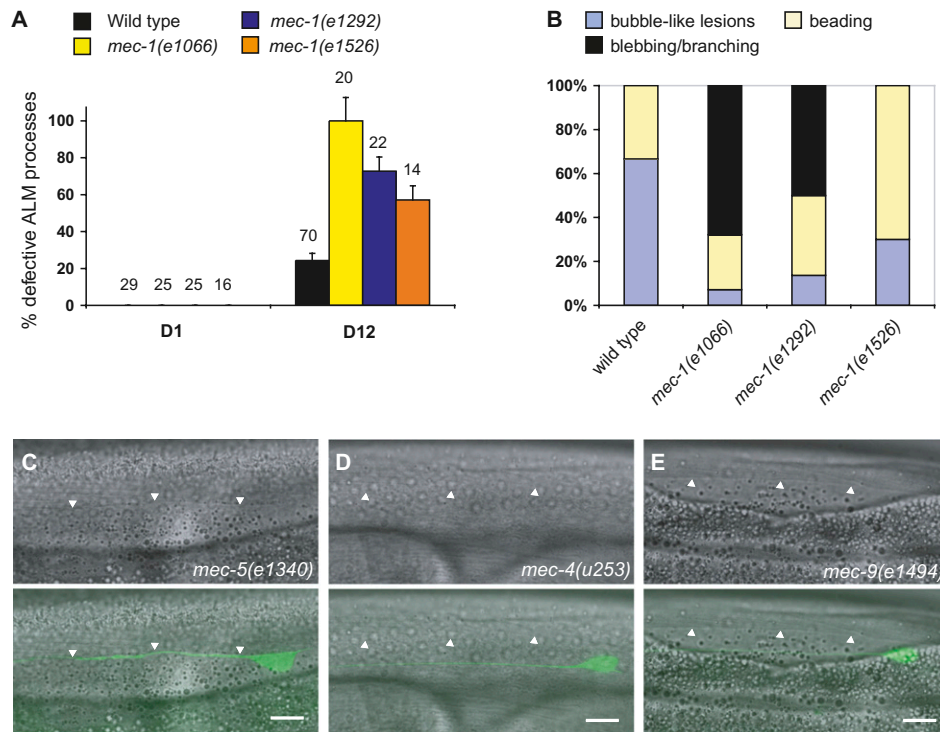 A
Wild type
mec-1(e1292)
mec-1(e1066)
mec-1(e1526)
% defective ALM processes
100
80
60
40
20
0
29 25 25 16
70
20
22
14
D1
D12
B
bubble-like lesions
beading
blebbing/branching
100%
80%
60%
40%
20%
0%
wild type
mec-1(e1066)
mec-1(e1292)
mec-1(e1526)
C
mec-5(e1340)
D
mec-4(u253)
E
mec-9(e1494)